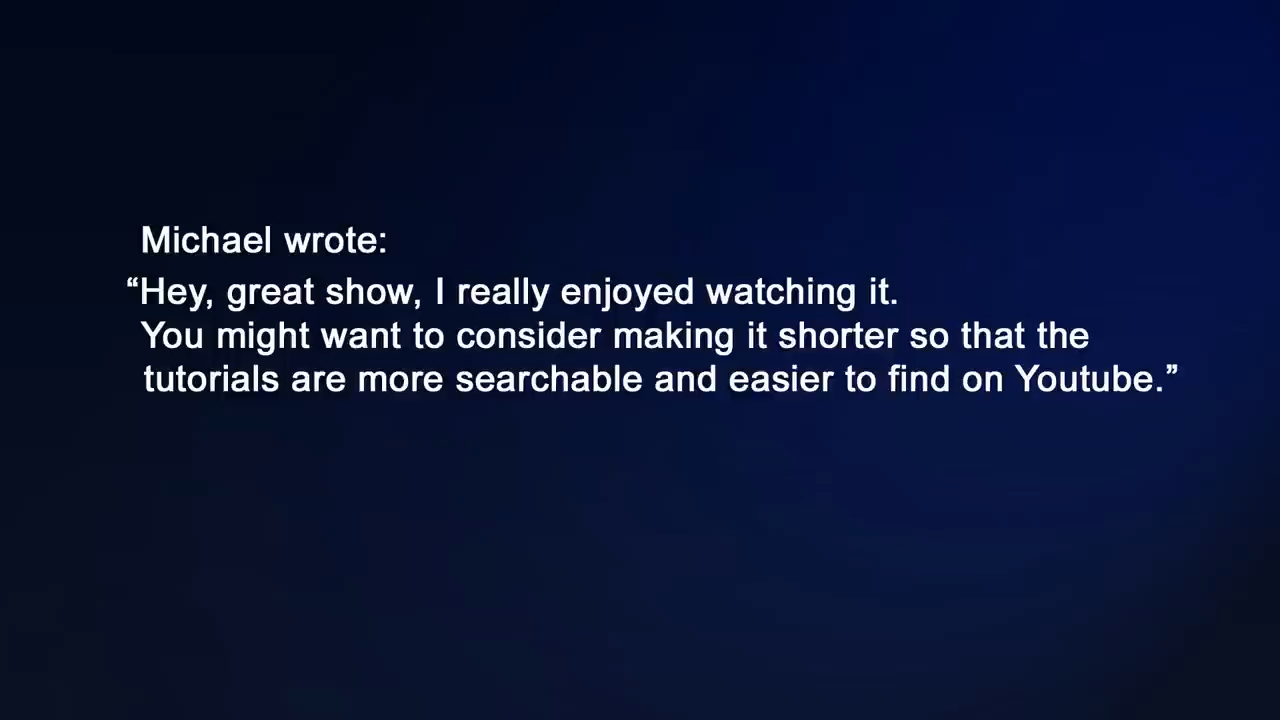 Michael wrote:
“Hey, great show, I really enjoyed watching it.
You might want to consider making it shorter so that the
tutorials are more searchable and easier to find on Youtube.”